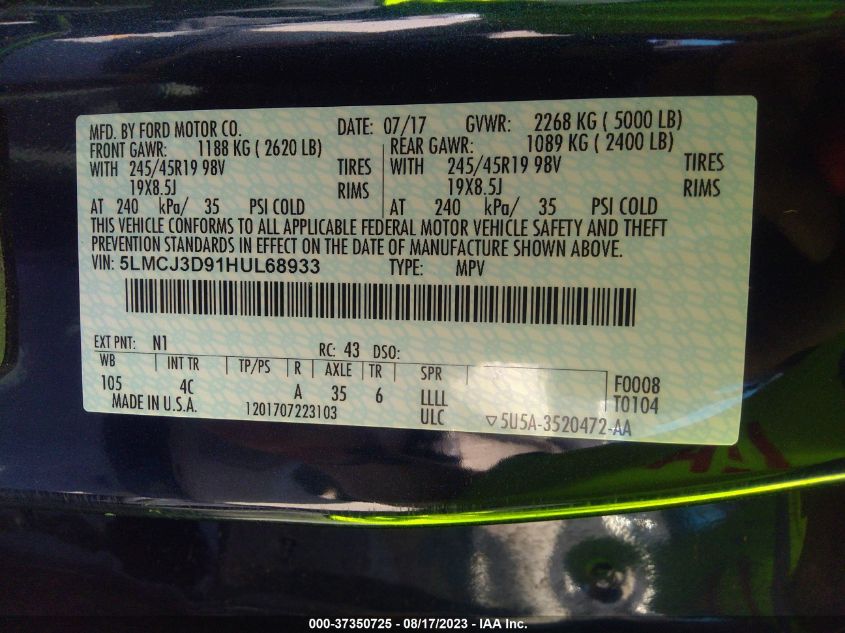 MFD. BY FORD MOTOR CO. DATE: 07/17 GVWR: 2268 KG ( 5000 LB)
FRONT GAWR: 1188 KG ( 2620 LB) REAR GAWR: 1089 KG ( 2400 LB)
WITH 245/45R19 98V TIRES WITH 245/45R19 98V TIRES
19X8.5J RIMS 19X8.5J RIMS
AT 240 kPa/ 35 PSI COLD AT 240 kPa/ 35 PSI COLD
THIS VEHICLE CONFORMS TO ALL APPLICABLE FEDERAL MOTOR VEHICLE SAFETY AND THEFT
PREVENTION STANDARDS IN EFFECT ON THE DATE OF MANUFACTURE SHOWN ABOVE.
VIN: 5LMCJ3D91HUL68933 TYPE: MPV
EXT PNT: N1 RC: 43 DSO:
WB INT TR TP/PS R AXLE TR SPR
105 4C A 35 6 LLLL F0008
MADE IN U.S.A. 1201707223103 ULC T0104
▽5U5A-3520472-AA
000-37350725 - 08/17/2023 - IAA Inc.